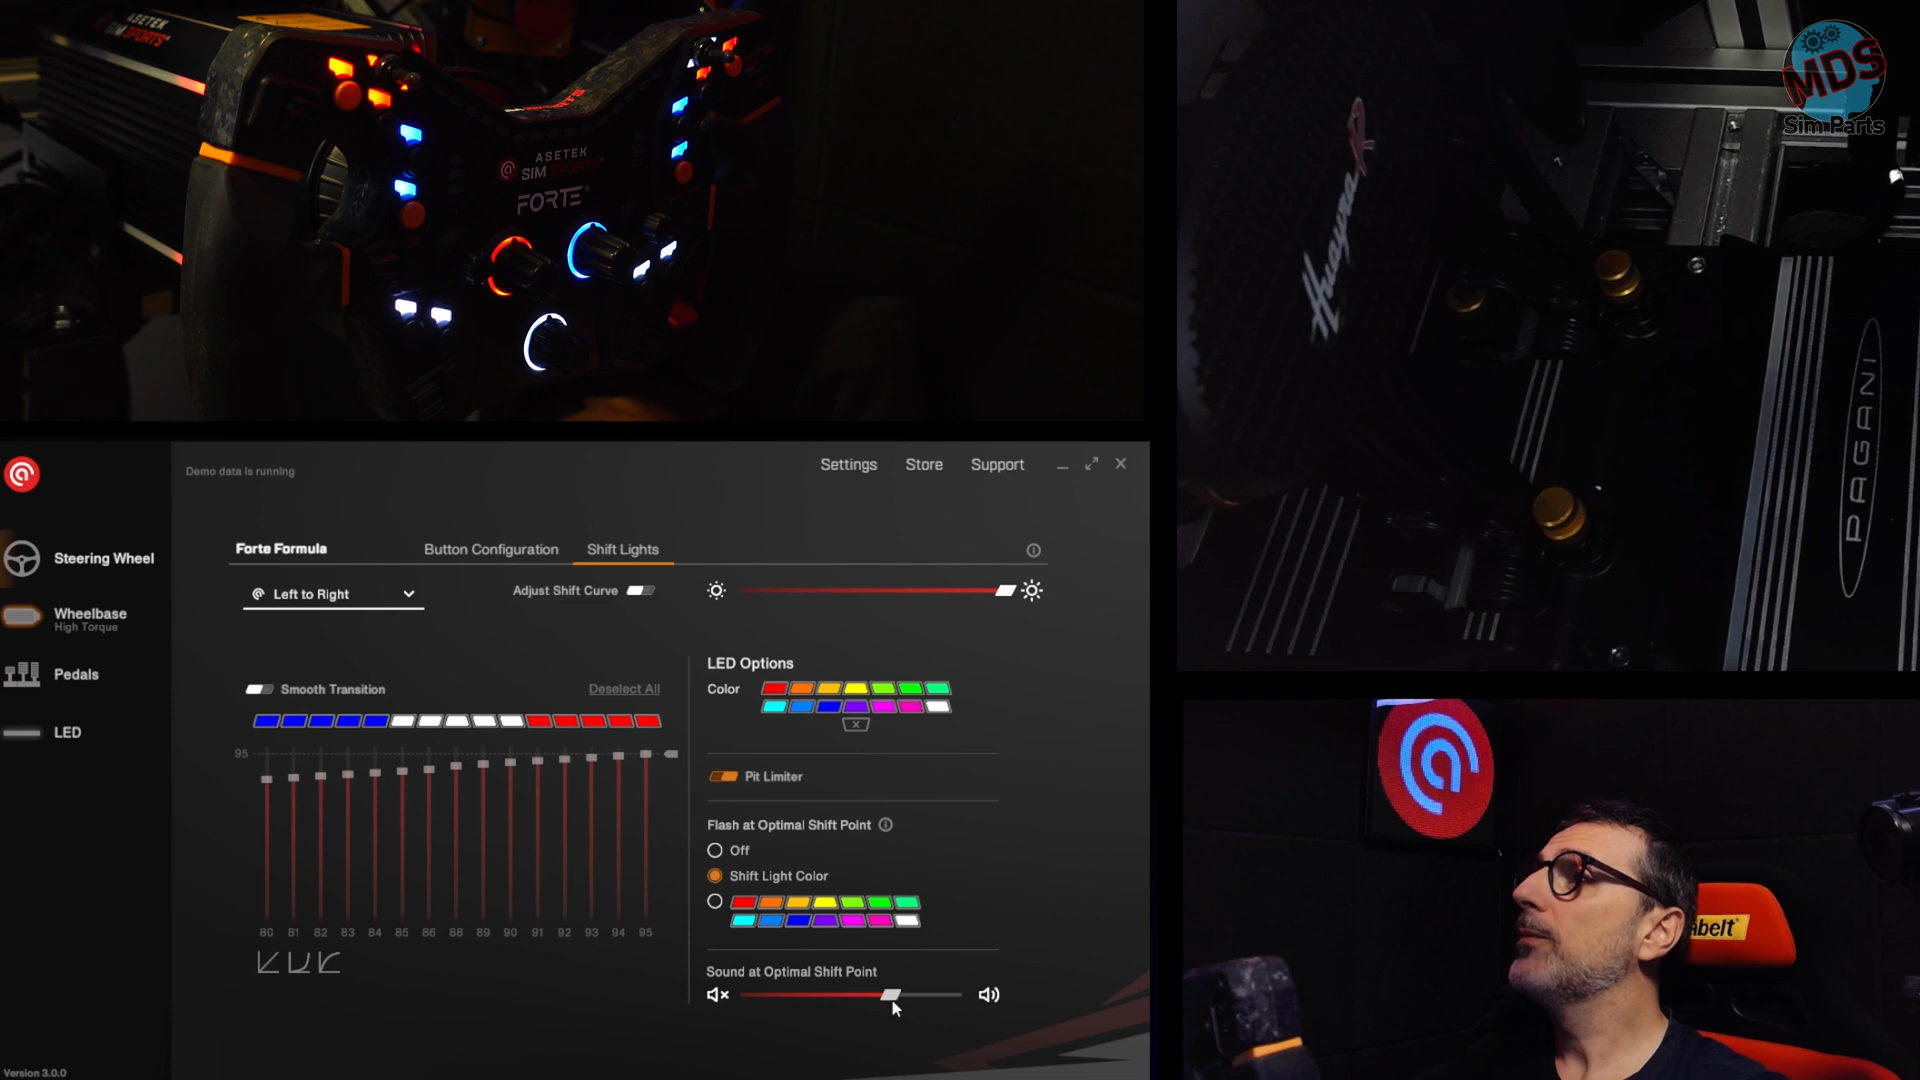 ASETEK
SIMSPORTS
ASETEK
SIMSPORTS
FORTE
Huayra R
PAGANI
MDS
Sim Parts
Demo data is running
Settings
Store
Support
Steering Wheel
Wheelbase
High Torque
Pedals
LED
Version 3.0.0
Forte Formula
Button Configuration
Shift Lights
Left to Right
Adjust Shift Curve
Smooth Transition
Deselect All
95
80 81 82 83 84 85 86 88 89 90 91 92 93 94 95
LED Options
Color
Pit Limiter
Flash at Optimal Shift Point
Off
Shift Light Color
Sound at Optimal Shift Point
abelt